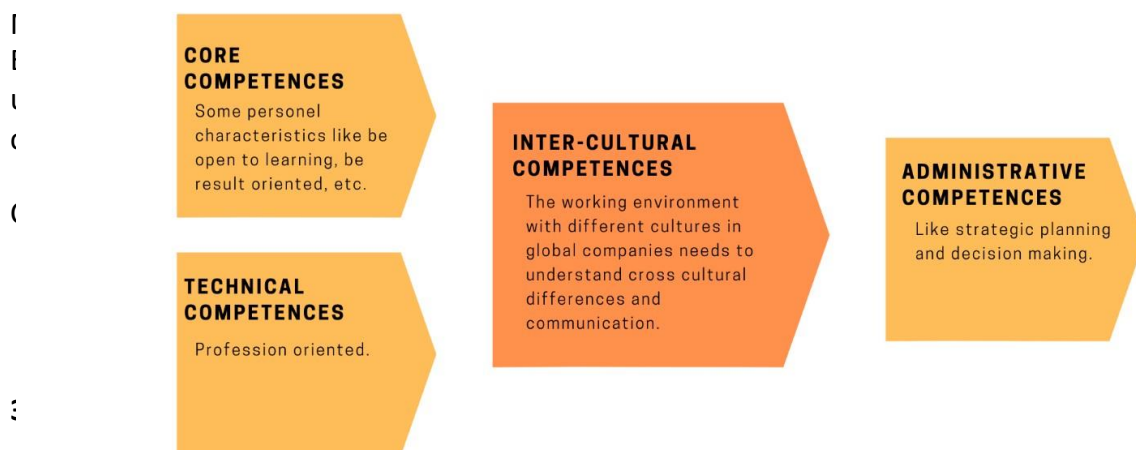 CORE
COMPETENCES
Some personel
characteristics like be
open to learning, be
result oriented, etc.
TECHNICAL
COMPETENCES
Profession oriented.
INTER-CULTURAL
COMPETENCES
The working environment
with different cultures in
global companies needs to
understand cross cultural
differences and
communication.
ADMINISTRATIVE
COMPETENCES
Like strategic planning
and decision making.